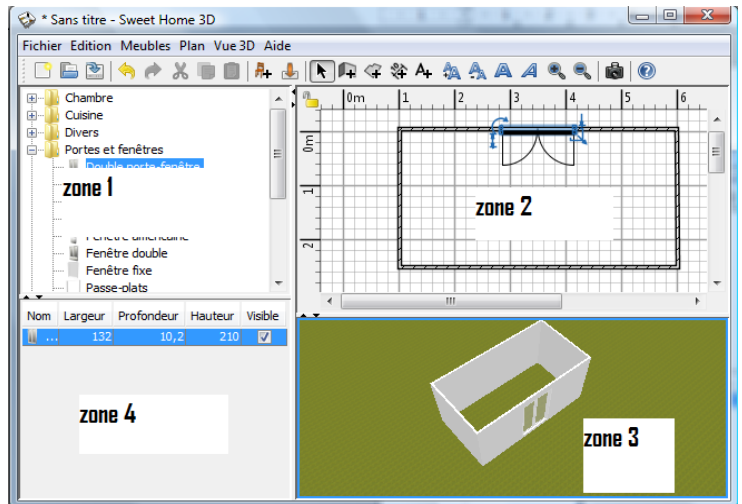 * Sans titre - Sweet Home 3D
Fichier Edition Meubles Plan Vue 3D Aide
Chambre
Cuisine
Divers
Portes et fenêtres
Double porte-fenêtre
zone 1
Fenêtre américaine
Fenêtre double
Fenêtre fixe
Passe-plats
0m 1 2 3 4 5 6
0m
1
2
zone 2
Nom Largeur Profondeur Hauteur Visible
... 132 10,2 210
zone 4
zone 3